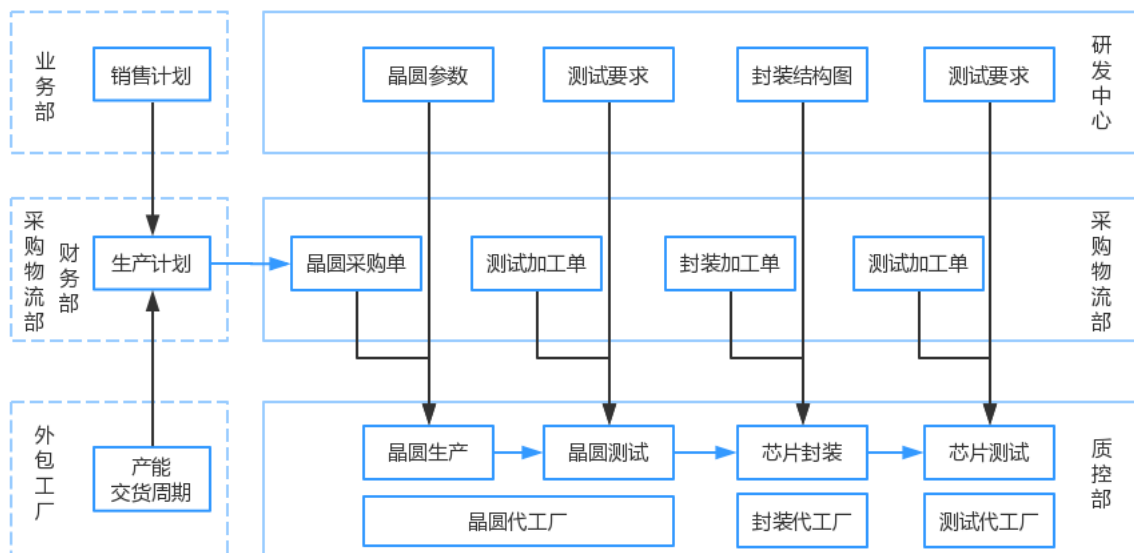 业务部
销售计划
晶圆参数
测试要求
封装结构图
测试要求
研发中心
采购物流部
财务部
生产计划
晶圆采购单
测试加工单
封装加工单
测试加工单
采购物流部
外包工厂
产能
交货周期
晶圆生产
晶圆测试
芯片封装
芯片测试
质控部
晶圆代工厂
封装代工厂
测试代工厂